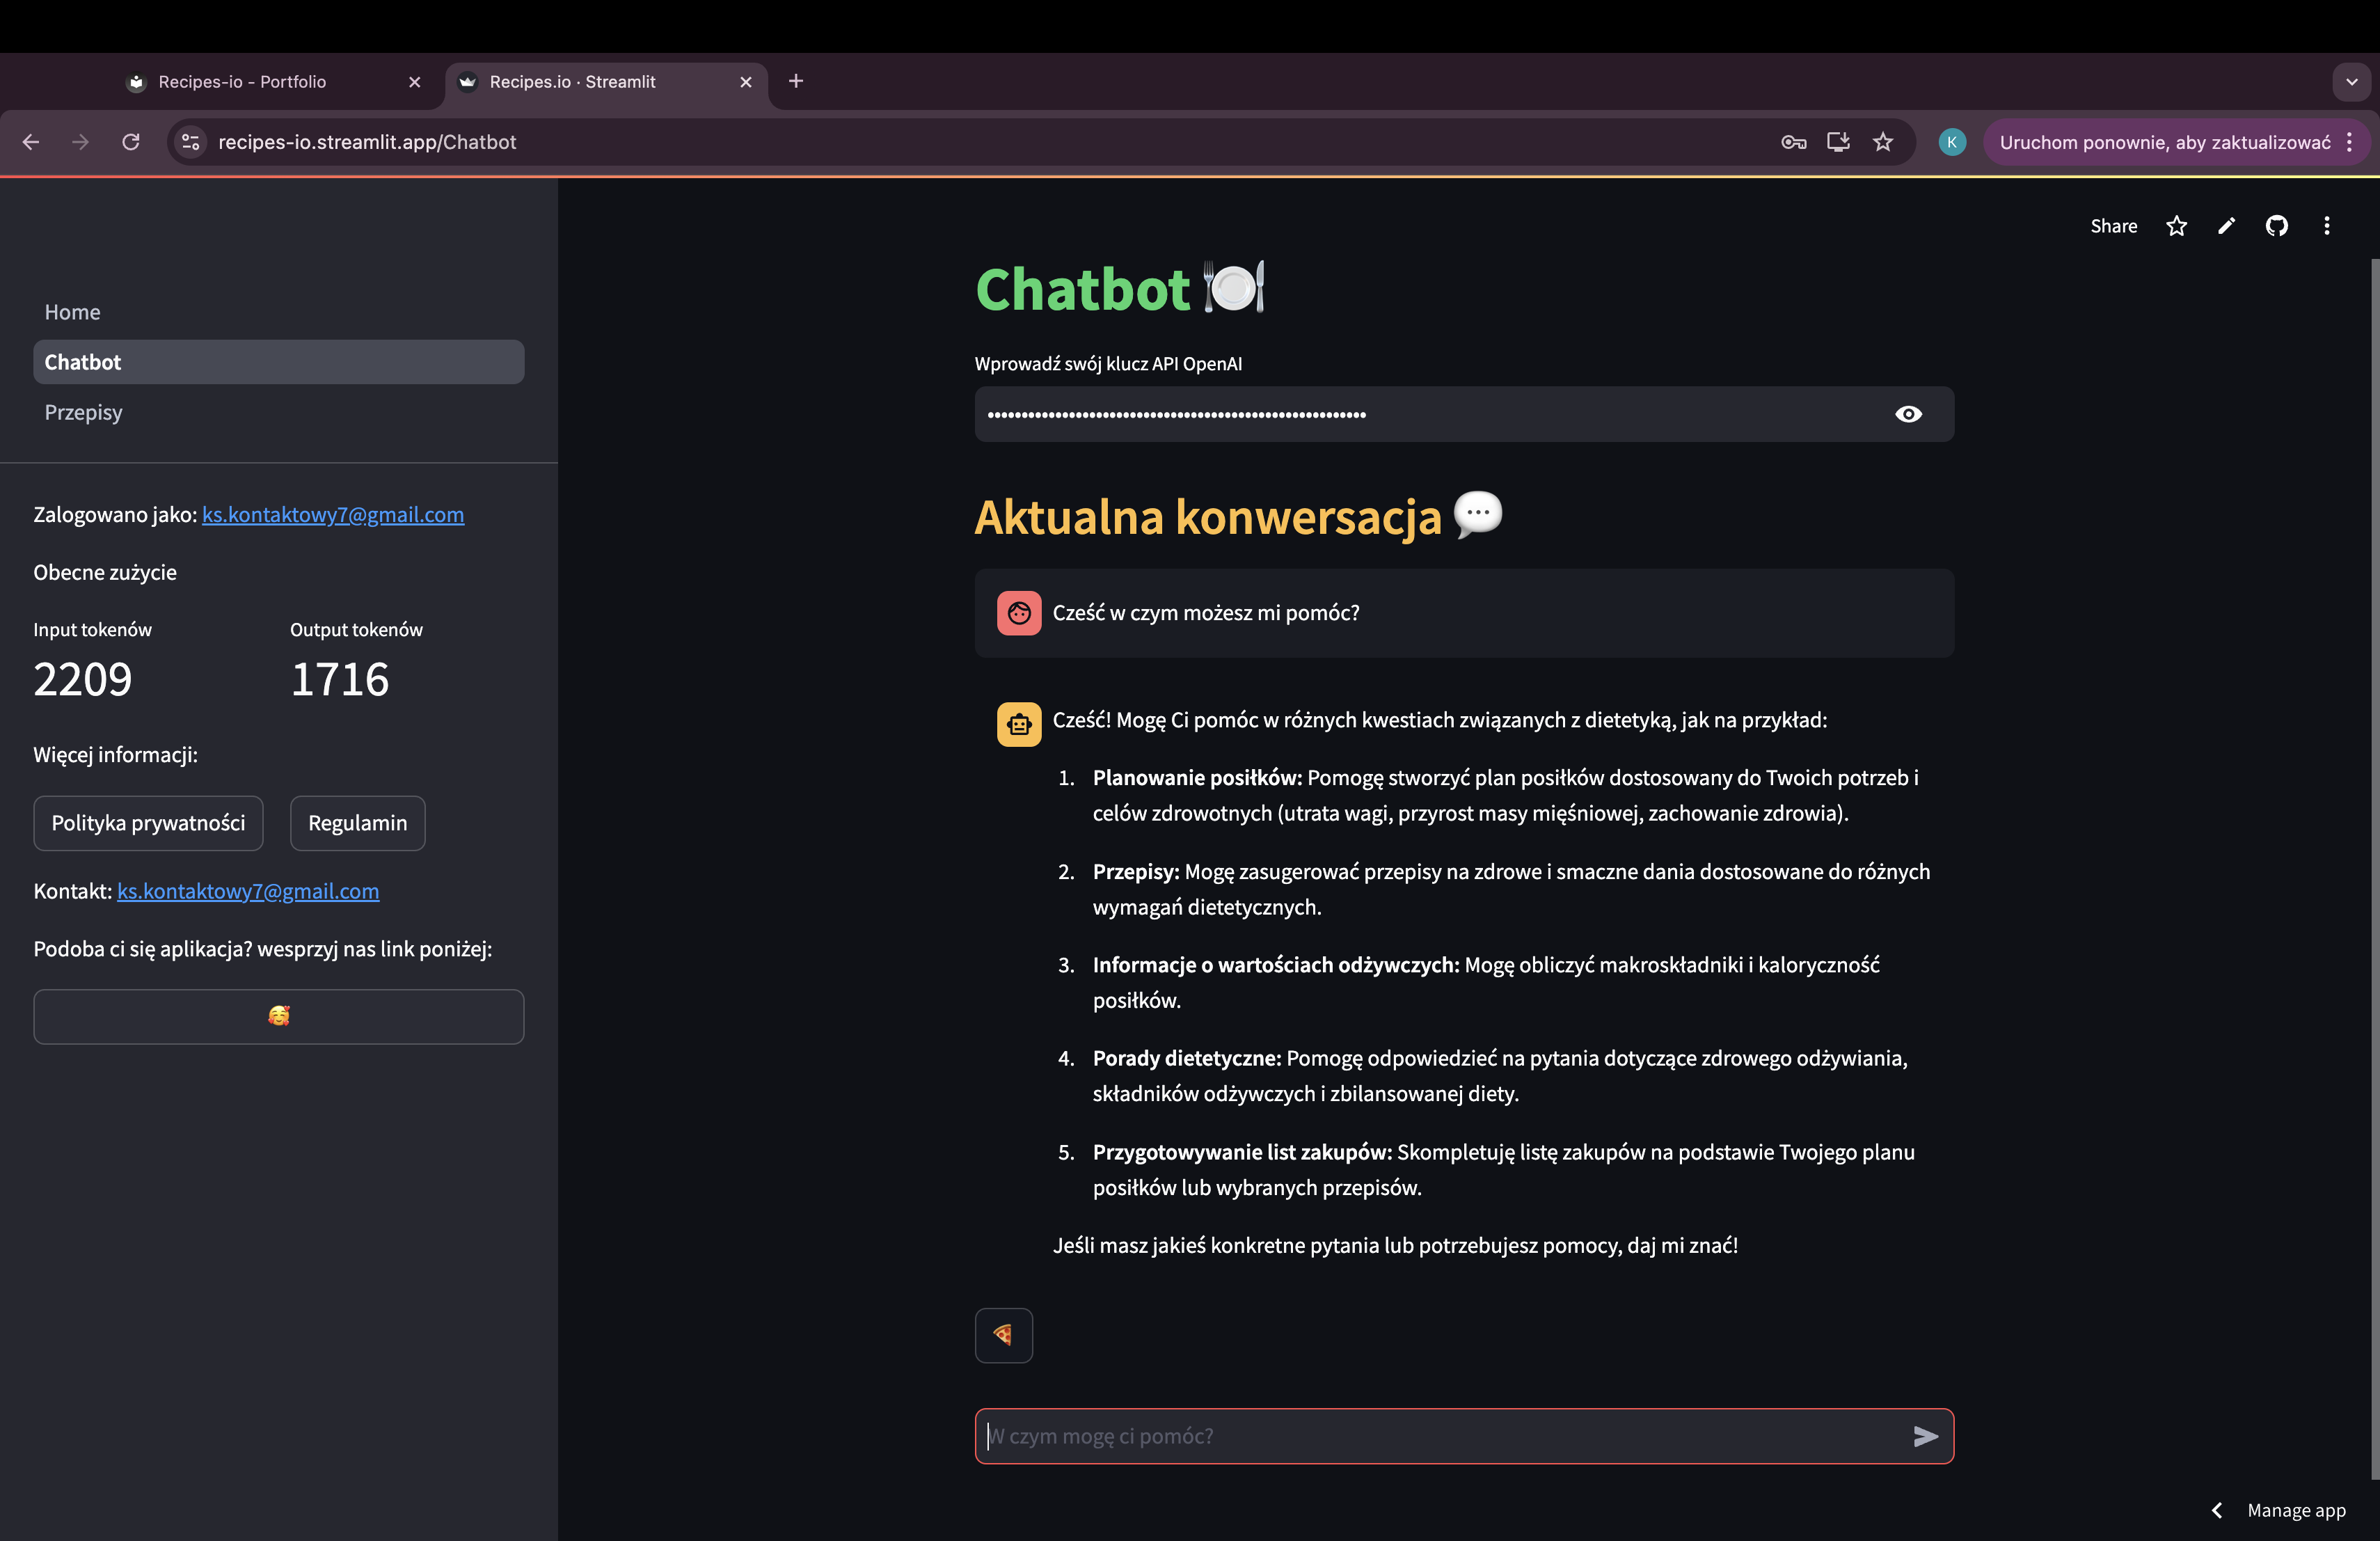 Recipes-io - Portfolio
Recipes.io · Streamlit
recipes-io.streamlit.app/Chatbot
K
Uruchom ponownie, aby zaktualizować
Share
Home
Chatbot
Przepisy
Zalogowano jako: ks.kontaktowy7@gmail.com
Obecne zużycie
Input tokenów
Output tokenów
2209
1716
Więcej informacji:
Polityka prywatności
Regulamin
Kontakt: ks.kontaktowy7@gmail.com
Podoba ci się aplikacja? wesprzyj nas link poniżej:
Chatbot
Wprowadź swój klucz API OpenAI
Aktualna konwersacja
Cześć w czym możesz mi pomóc?
Cześć! Mogę Ci pomóc w różnych kwestiach związanych z dietetyką, jak na przykład:
1. Planowanie posiłków: Pomogę stworzyć plan posiłków dostosowany do Twoich potrzeb i
celów zdrowotnych (utrata wagi, przyrost masy mięśniowej, zachowanie zdrowia).
2. Przepisy: Mogę zasugerować przepisy na zdrowe i smaczne dania dostosowane do różnych
wymagań dietetycznych.
3. Informacje o wartościach odżywczych: Mogę obliczyć makroskładniki i kaloryczność
posiłków.
4. Porady dietetyczne: Pomogę odpowiedzieć na pytania dotyczące zdrowego odżywiania,
składników odżywczych i zbilansowanej diety.
5. Przygotowywanie list zakupów: Skompletuję listę zakupów na podstawie Twojego planu
posiłków lub wybranych przepisów.
Jeśli masz jakieś konkretne pytania lub potrzebujesz pomocy, daj mi znać!
W czym mogę ci pomóc?
Manage app